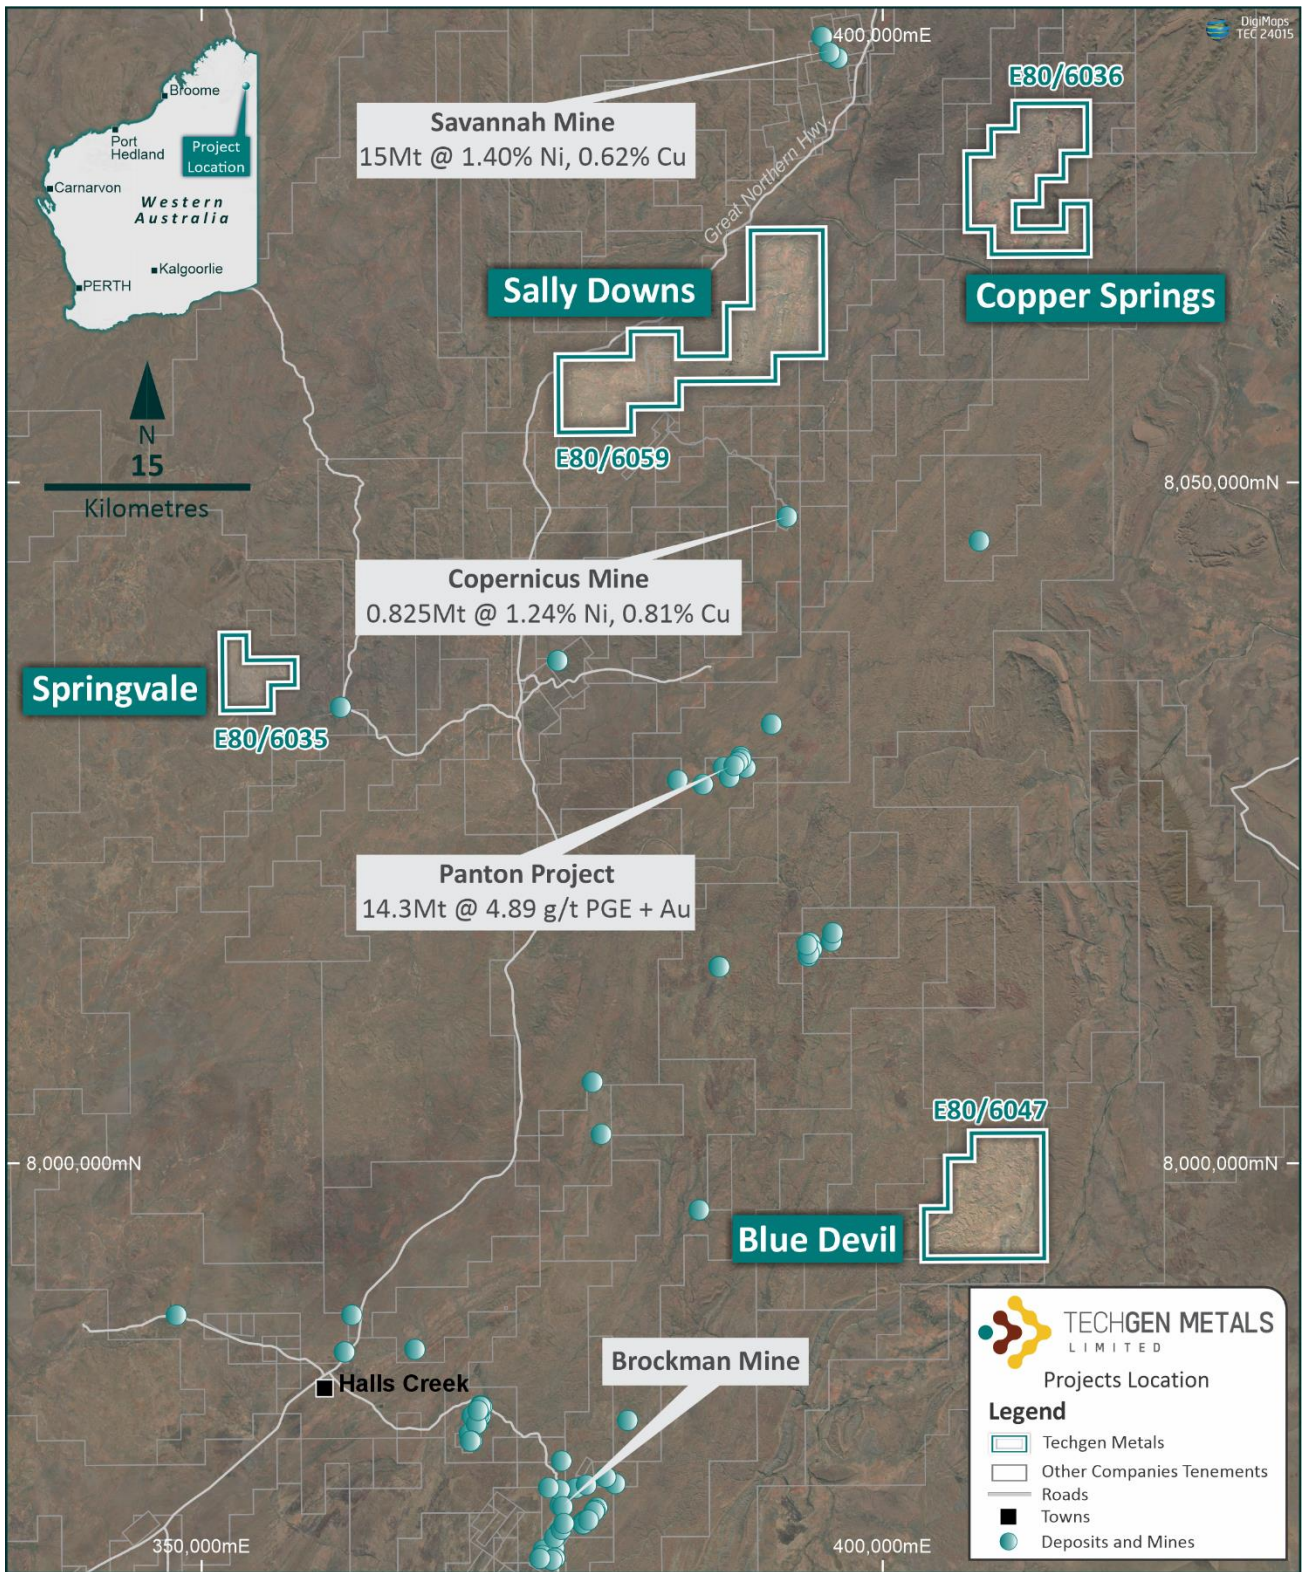 DigiMaps
TEC 24015
400,000mE
E80/6036
Broome
Port
Hedland
Project
Location
Carnarvon
Western
Australia
Kalgoorlie
PERTH
Savannah Mine
15Mt @ 1.40% Ni, 0.62% Cu
Great Northern Hwy.
Sally Downs
Copper Springs
N
15
Kilometres
E80/6059
8,050,000mN
Copernicus Mine
0.825Mt @ 1.24% Ni, 0.81% Cu
Springvale
E80/6035
Panton Project
14.3Mt @ 4.89 g/t PGE + Au
E80/6047
8,000,000mN
8,000,000mN
Blue Devil
Brockman Mine
Halls Creek
TECHGEN METALS
LIMITED
Projects Location
Legend
Techgen Metals
Other Companies Tenements
Roads
Towns
Deposits and Mines
350,000mE
400,000mE